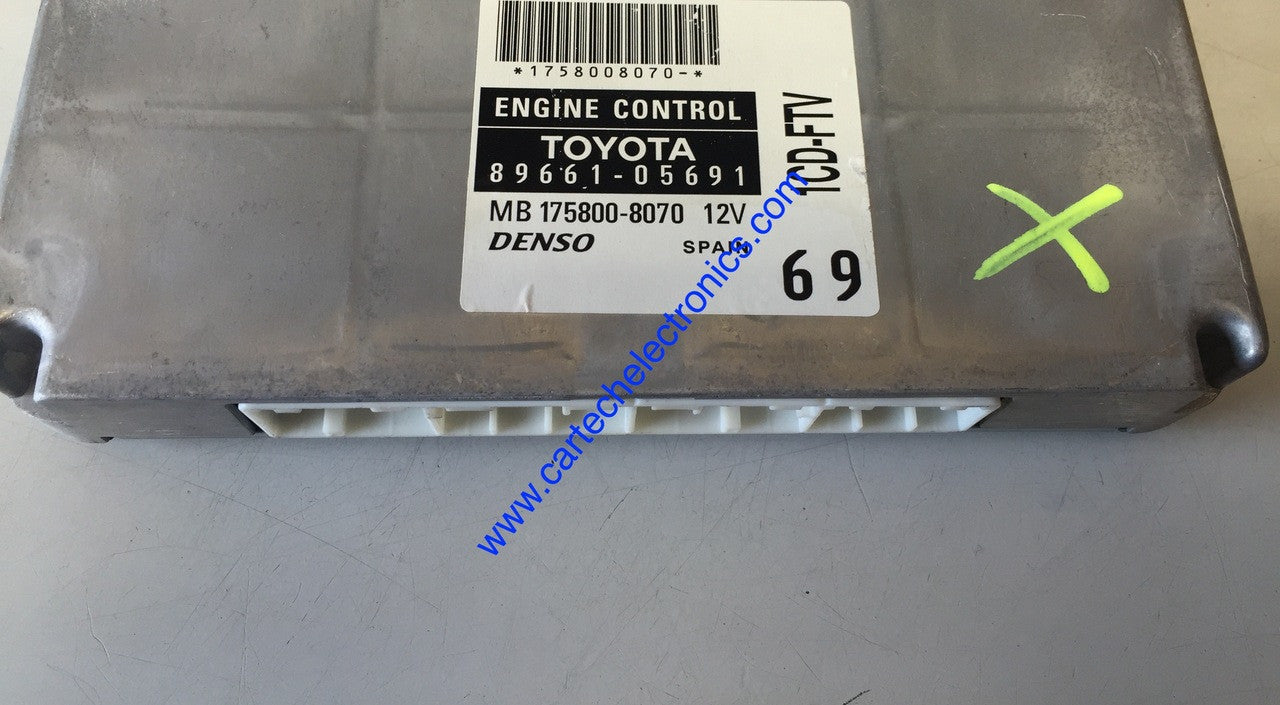 *1758008070-*
ENGINE CONTROL
TOYOTA
89661-05691
MB 175800-8070 12V
DENSO SPAIN
1CD-FTV
69
www.cartechelectronics.com